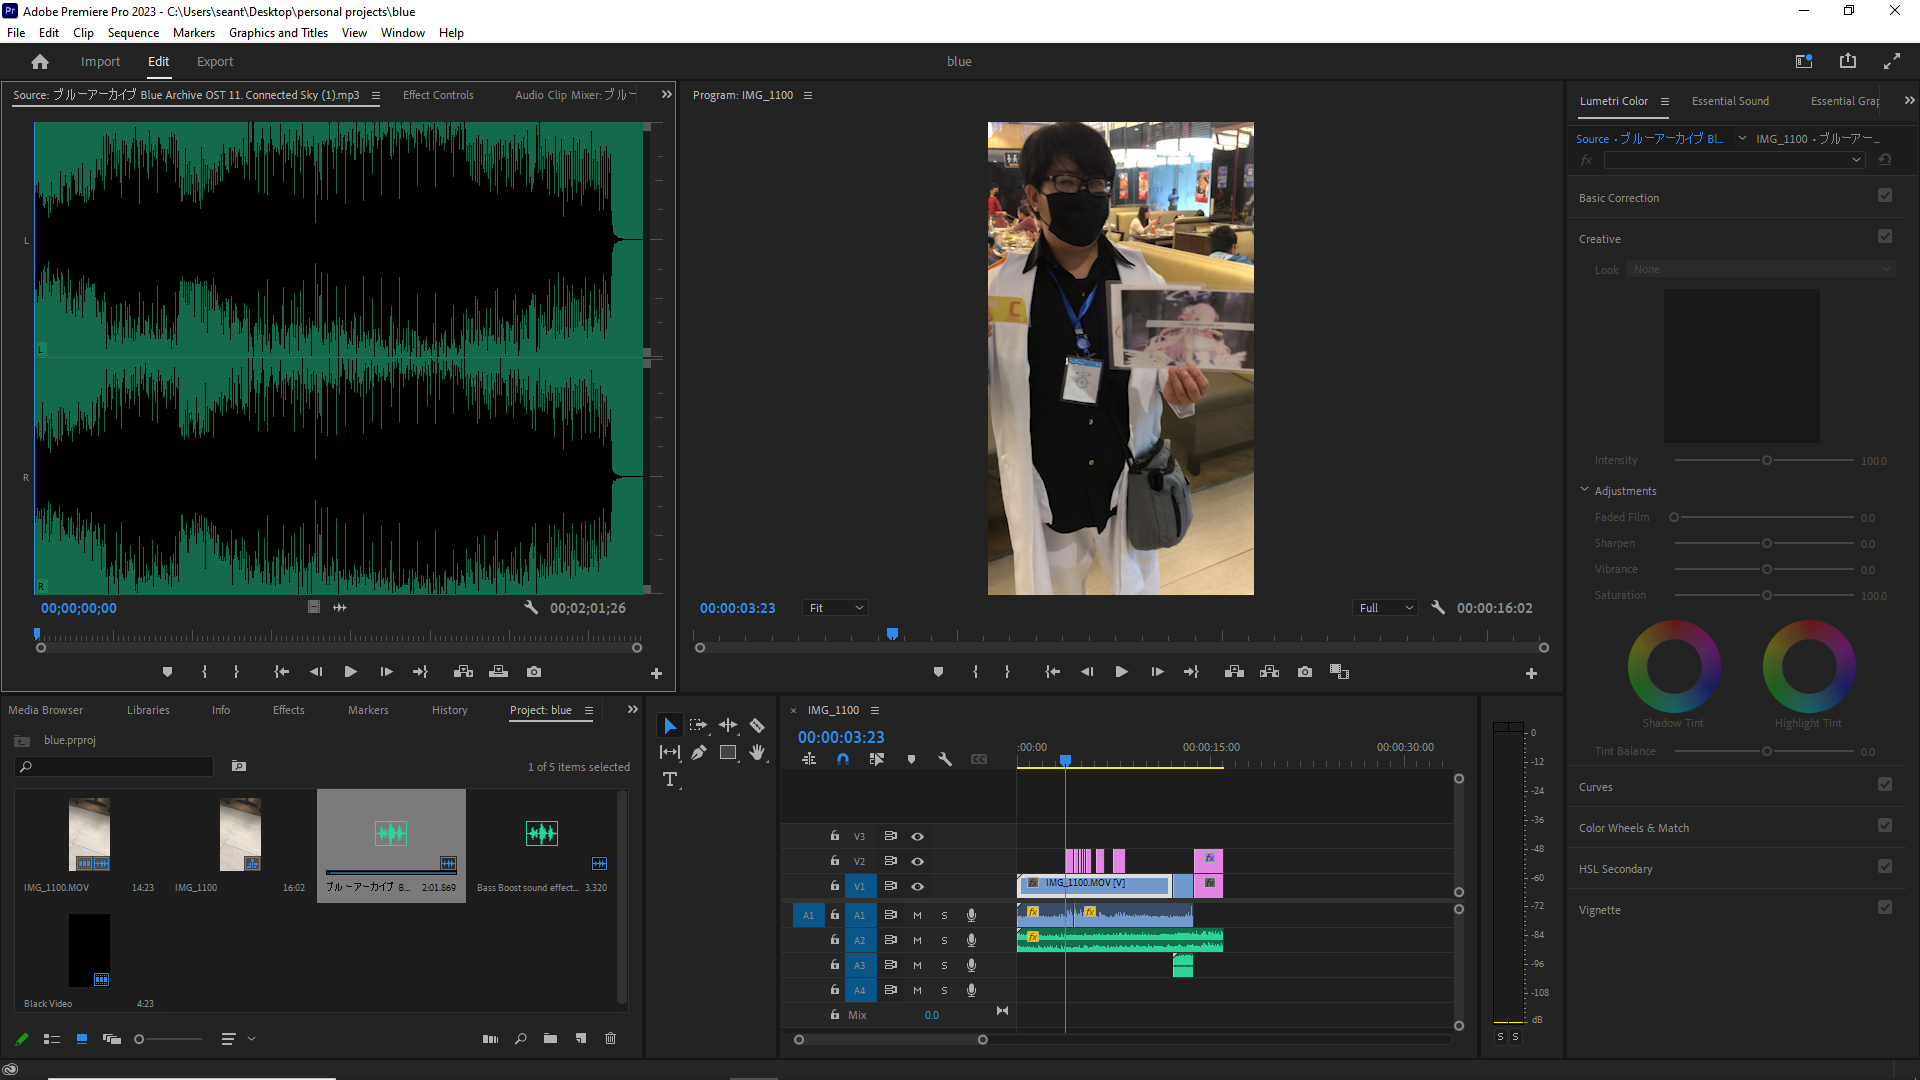 Adobe Premiere Pro 2023 - C:\Users\seant\Desktop\personal projects\blue
File Edit Clip Sequence Markers Graphics and Titles View Window Help
Import Edit Export
blue
Source: ブルーアーカイブ Blue Archive OST 11. Connected Sky (1).mp3
Effect Controls
Audio Clip Mixer: ブルー
L
L
R
R
00;00;00;00
00;02;01;26
Program: IMG_1100
C
00:00:03:23
Fit
Full
00:00:16:02
Lumetri Color
Essential Sound
Essential Grap
Source • ブルーアーカイブ BL...
IMG_1100 • ブルーアー...
fx
Basic Correction
Creative
Look None
Intensity 100.0
Adjustments
Faded Film 0.0
Sharpen 0.0
Vibrance 0.0
Saturation 100.0
Shadow Tint
Highlight Tint
Tint Balance 0.0
Curves
Color Wheels & Match
HSL Secondary
Vignette
Media Browser
Libraries
Info
Effects
Markers
History
Project: blue
blue.prproj
1 of 5 items selected
IMG_1100.MOV 14:23
IMG_1100 16:02
ブルーアーカイブ B... 2:01.869
Bass Boost sound effect... 3.320
Black Video 4:23
T
× IMG_1100
00:00:03:23
:00:00
00:00:15:00
00:00:30:00
CC
V3
V2
fx
V1
fx IMG_1100.MOV [V]
fx
A1 A1 M S
fx fx
A2 M S
fx
A3 M S
A4 M S
Mix 0.0
0
-12
-24
-36
-48
-60
-72
-84
-96
-108
dB
S S